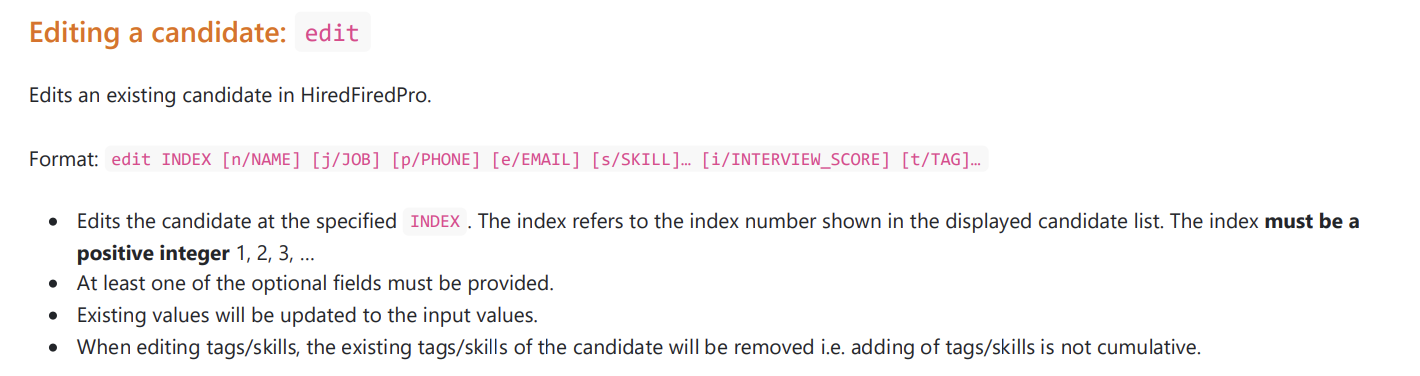 Editing a candidate: edit
Edits an existing candidate in HiredFiredPro.
Format: edit INDEX [n/NAME] [j/JOB] [p/PHONE] [e/EMAIL] [s/SKILL]… [i/INTERVIEW_SCORE] [t/TAG]…
• Edits the candidate at the specified INDEX. The index refers to the index number shown in the displayed candidate list. The index must be a
positive integer 1, 2, 3, …
• At least one of the optional fields must be provided.
• Existing values will be updated to the input values.
• When editing tags/skills, the existing tags/skills of the candidate will be removed i.e. adding of tags/skills is not cumulative.